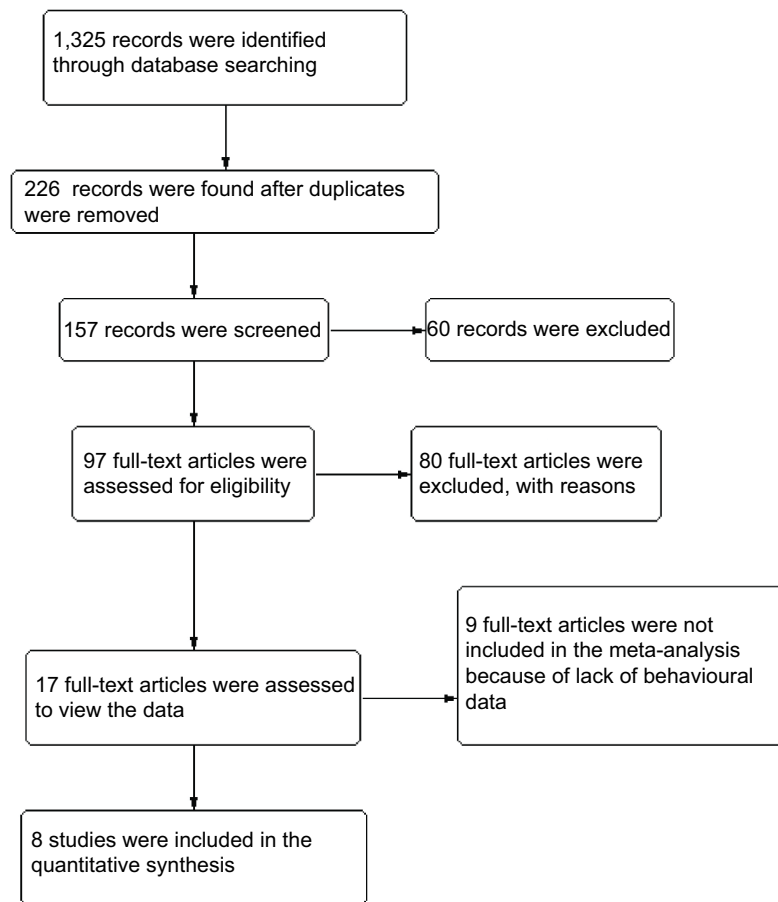 1,325 records were identified
through database searching
226 records were found after duplicates
were removed
157 records were screened
60 records were excluded
97 full-text articles were
assessed for eligibility
80 full-text articles were
excluded, with reasons
9 full-text articles were not
included in the meta-analysis
because of lack of behavioural
data
17 full-text articles were assessed
to view the data
8 studies were included in the
quantitative synthesis